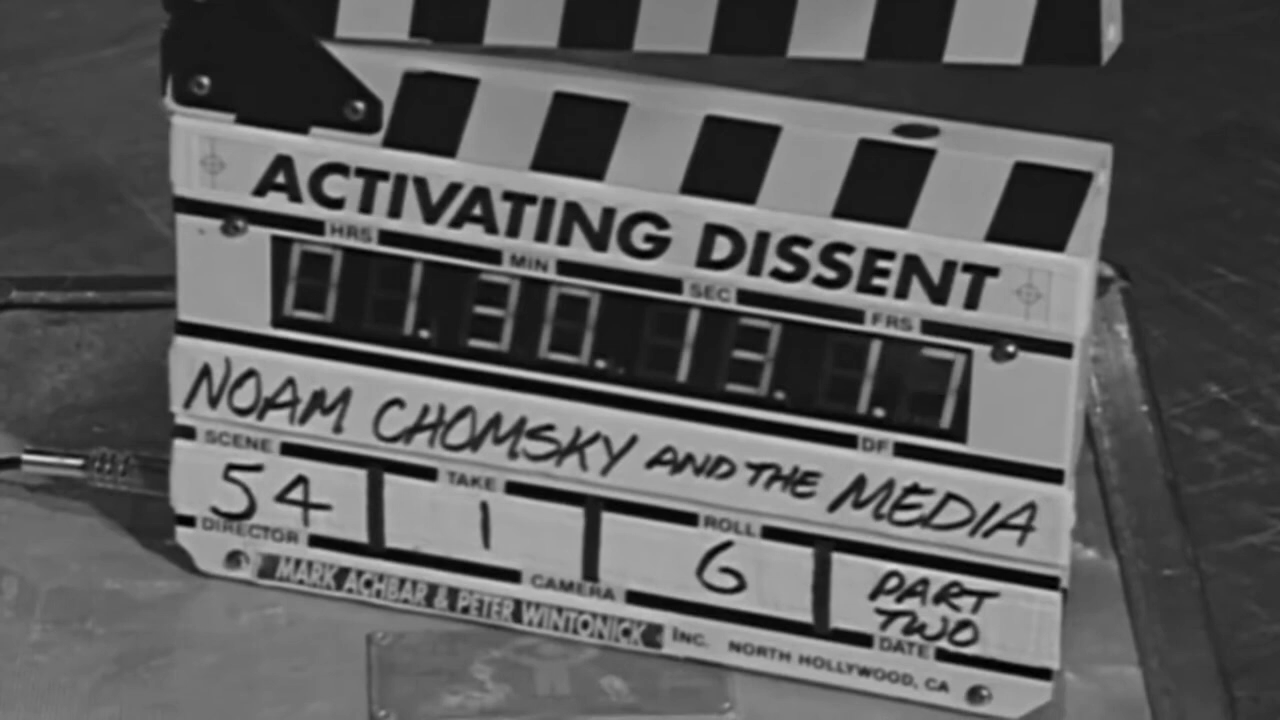 ACTIVATING DISSENT
HRS MIN SEC FRS
01.30.13.17
NOAM CHOMSKY AND THE MEDIA
DF
SCENE TAKE ROLL
54 1 6 PART TWO
DIRECTOR CAMERA DATE
MARK ACHBAR & PETER WINTONICK INC. NORTH HOLLYWOOD, CA